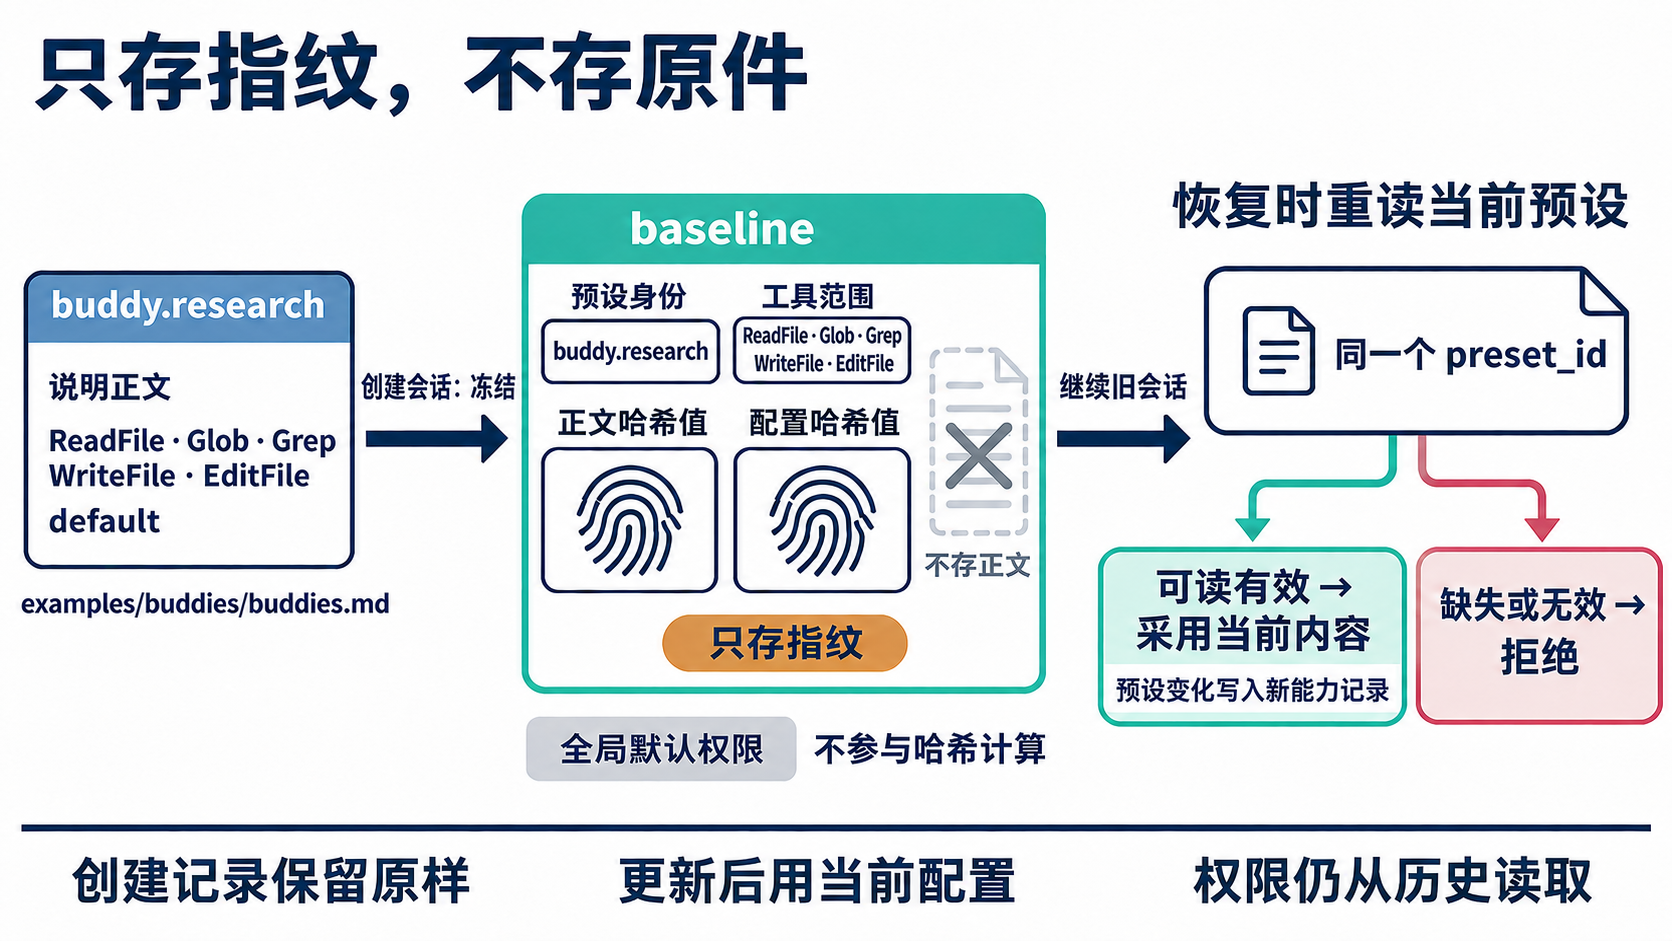 只存指纹，不存原件
buddy.research
说明正文
ReadFile · Glob · Grep
WriteFile · EditFile
default
examples/buddies/buddies.md
创建会话：冻结
baseline
预设身份
buddy.research
工具范围
ReadFile · Glob · Grep
WriteFile · EditFile
正文哈希值
配置哈希值
不存正文
只存指纹
全局默认权限
不参与哈希计算
继续旧会话
恢复时重读当前预设
同一个 preset_id
可读有效 →
采用当前内容
预设变化写入新能力记录
缺失或无效 →
拒绝
创建记录保留原样
更新后用当前配置
权限仍从历史读取